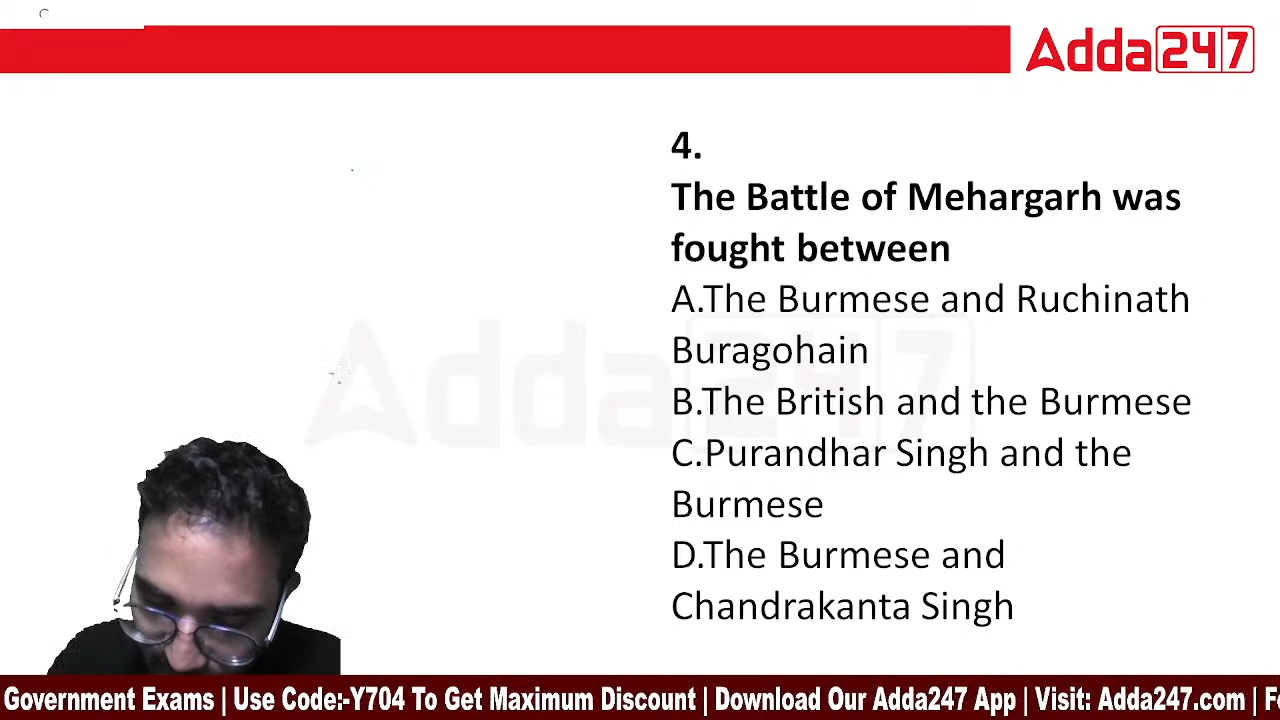 Adda247
4.
The Battle of Mehargarh was
fought between
A.The Burmese and Ruchinath
Buragohain
B.The British and the Burmese
C.Purandhar Singh and the
Burmese
D.The Burmese and
Chandrakanta Singh
Adda247
Government Exams | Use Code:-Y704 To Get Maximum Discount | Download Our Adda247 App | Visit: Adda247.com |